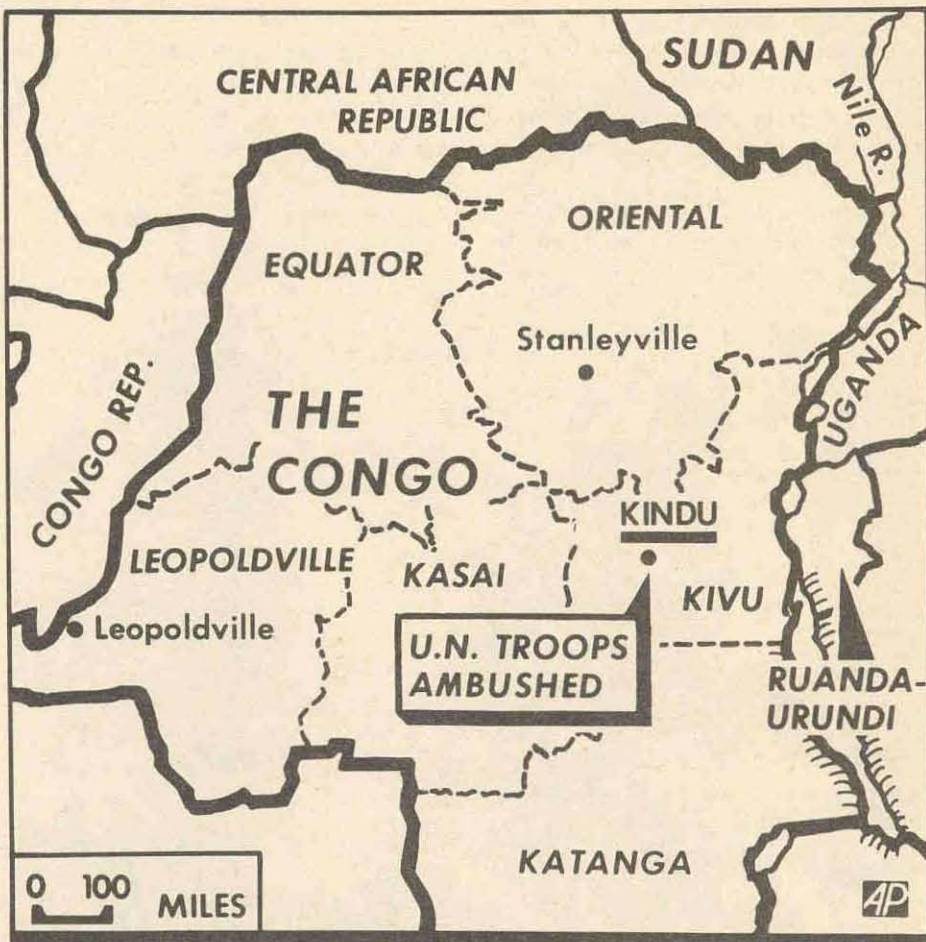 SUDAN
CENTRAL AFRICAN
REPUBLIC
Nile R.
ORIENTAL
EQUATOR
Stanleyville
UGANDA
CONGO REP.
THE
CONGO
KINDU
LEOPOLDVILLE
KASAI
KIVU
Leopoldville
U.N. TROOPS
AMBUSHED
RUANDA-
URUNDI
KATANGA
0 100
MILES
AP